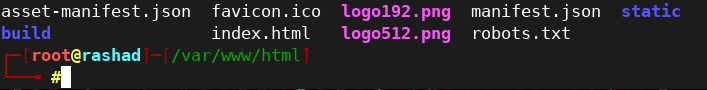 asset-manifest.json  favicon.ico  logo192.png  manifest.json  static
build                index.html   logo512.png  robots.txt
┌─[root@rashad]─[/var/www/html]
└──╼ #